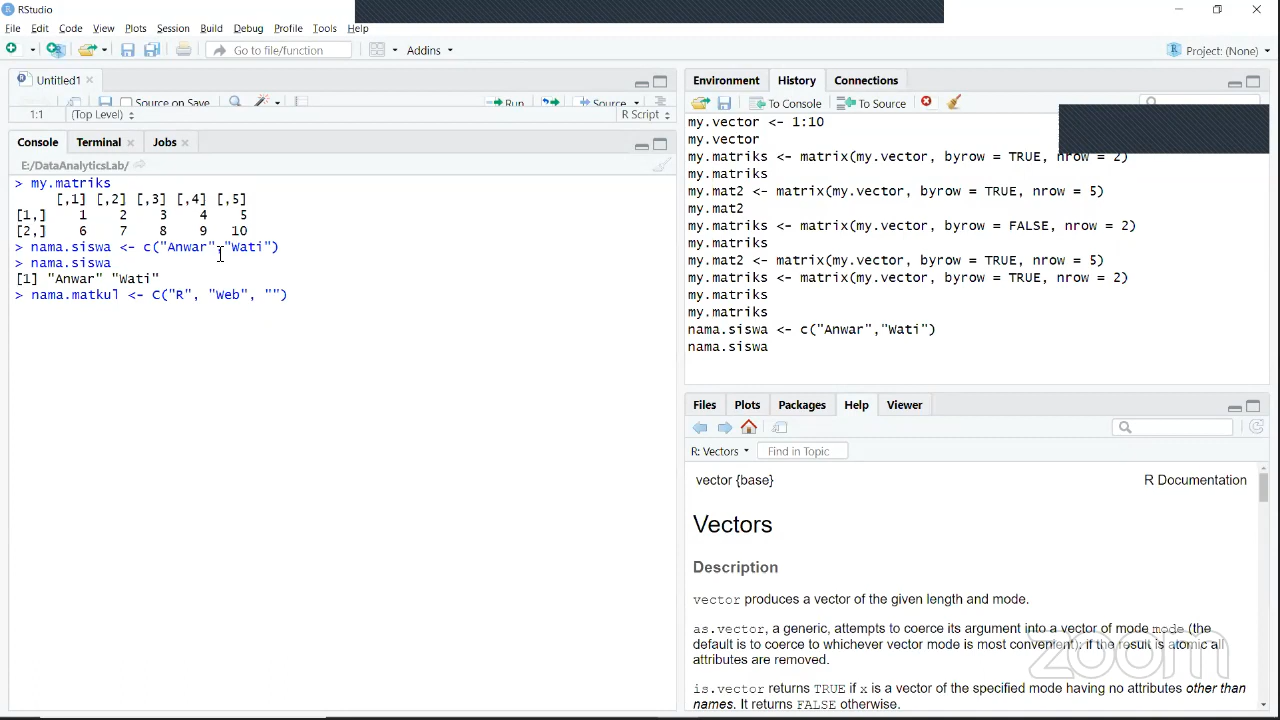 RStudio
File Edit Code View Plots Session Build Debug Profile Tools Help
Go to file/function Addins Project: (None)
Untitled1
Source on Save Run Source
1:1 (Top Level) R Script
Console Terminal Jobs
E:/DataAnalyticsLab/
> my.matriks
[,1] [,2] [,3] [,4] [,5]
[1,] 1 2 3 4 5
[2,] 6 7 8 9 10
> nama.siswa <- c("Anwar","Wati")
> nama.siswa
[1] "Anwar" "Wati"
> nama.matkul <- C("R", "Web", "")
Environment History Connections
To Console To Source
my.vector <- 1:10
my.vector
my.matriks <- matrix(my.vector, byrow = TRUE, nrow = 2)
my.matriks
my.mat2 <- matrix(my.vector, byrow = TRUE, nrow = 5)
my.mat2
my.matriks <- matrix(my.vector, byrow = FALSE, nrow = 2)
my.matriks
my.mat2 <- matrix(my.vector, byrow = TRUE, nrow = 5)
my.matriks <- matrix(my.vector, byrow = TRUE, nrow = 2)
my.matriks
my.matriks
nama.siswa <- c("Anwar","Wati")
nama.siswa
Files Plots Packages Help Viewer
R: Vectors Find in Topic
vector {base} R Documentation
Vectors
Description
vector produces a vector of the given length and mode.
as.vector, a generic, attempts to coerce its argument into a vector of mode mode (the
default is to coerce to whichever vector mode is most convenient): if the result is atomic all
attributes are removed.
is.vector returns TRUE if x is a vector of the specified mode having no attributes other than
names. It returns FALSE otherwise.
zoom